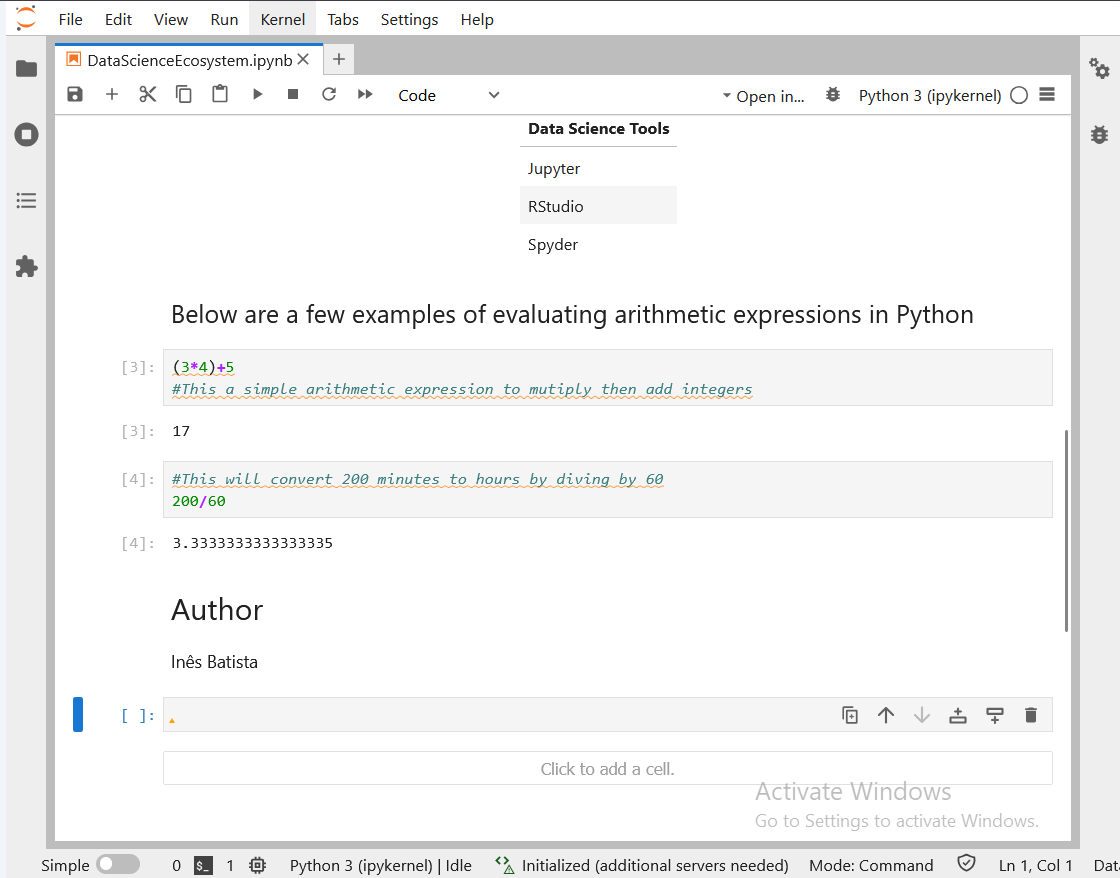 File Edit View Run Kernel Tabs Settings Help
DataScienceEcosystem.ipynb
Code Open in... Python 3 (ipykernel)
Data Science Tools
Jupyter
RStudio
Spyder
Below are a few examples of evaluating arithmetic expressions in Python
[3]: (3*4)+5
#This a simple arithmetic expression to mutiply then add integers
[3]: 17
[4]: #This will convert 200 minutes to hours by diving by 60
200/60
[4]: 3.3333333333333335
Author
Inês Batista
[ ]:
Click to add a cell.
Activate Windows
Go to Settings to activate Windows.
Simple 0 $_ 1 Python 3 (ipykernel) | Idle Initialized (additional servers needed) Mode: Command Ln 1, Col 1 Dat